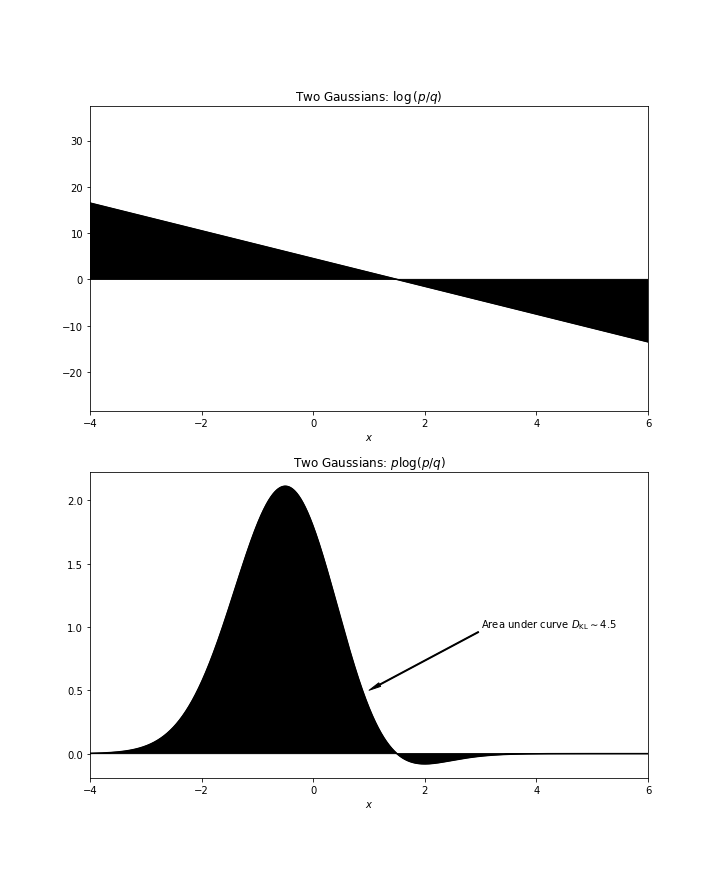 Two Gaussians: log (p/q)
30
20
10
0
−10
−20
−4 −2 0 2 4 6
x
Two Gaussians: plog(p/q)
2.0
1.5
1.0
Area under curve D_KL ∼ 4.5
0.5
0.0
−4 −2 0 2 4 6
x